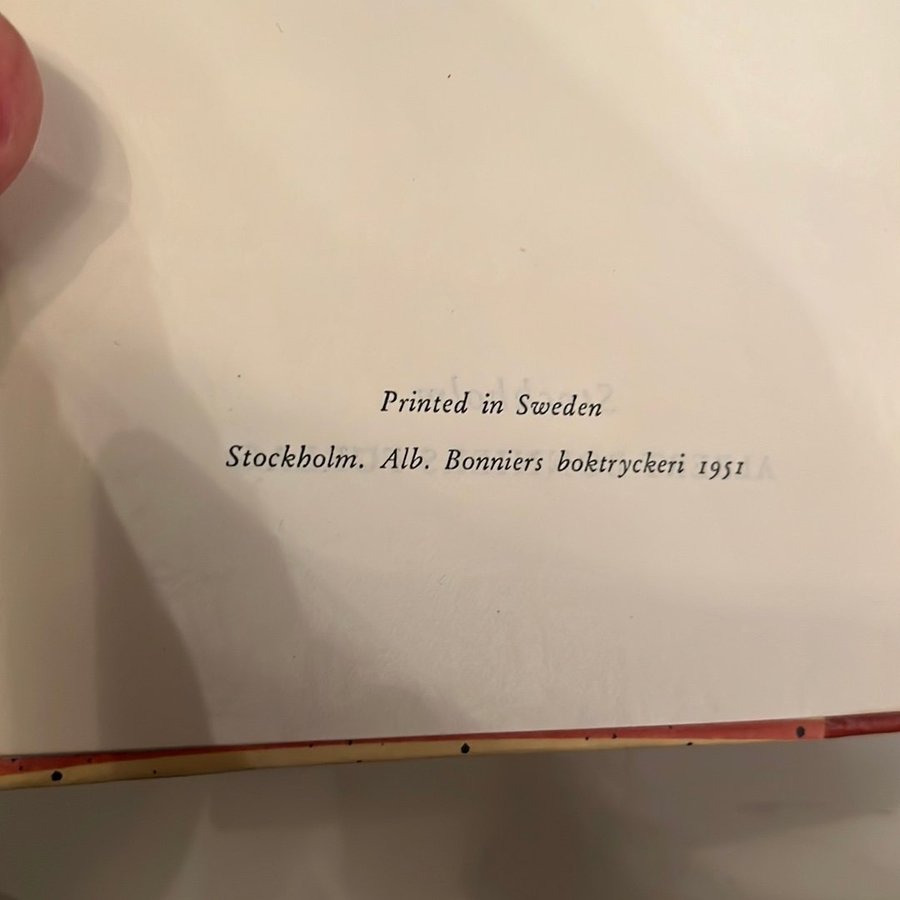 Printed in Sweden
Stockholm. Alb. Bonniers boktryckeri 1951